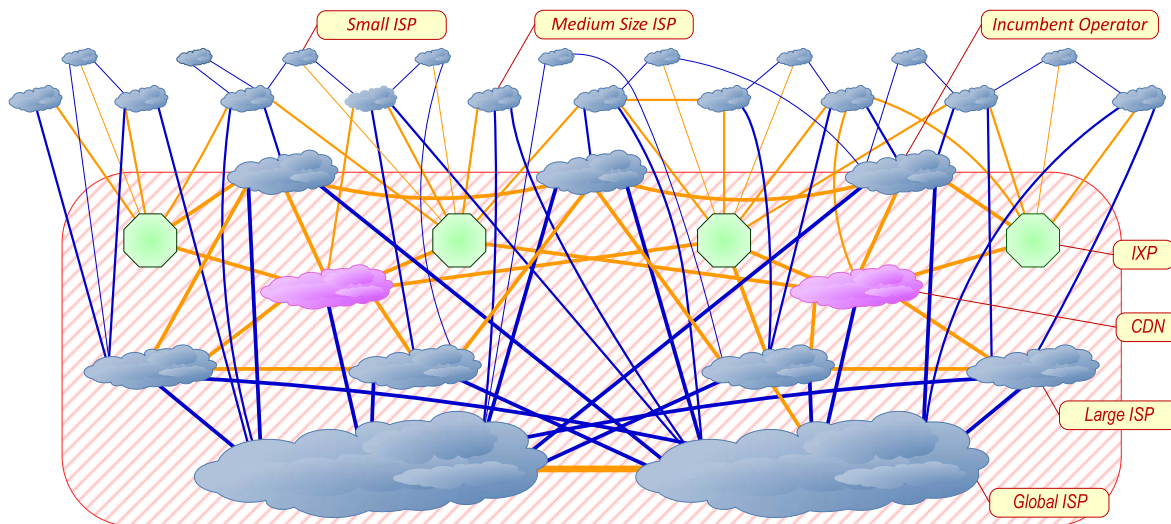 Small ISP
Medium Size ISP
Incumbent Operator
IXP
CDN
Large ISP
Global ISP